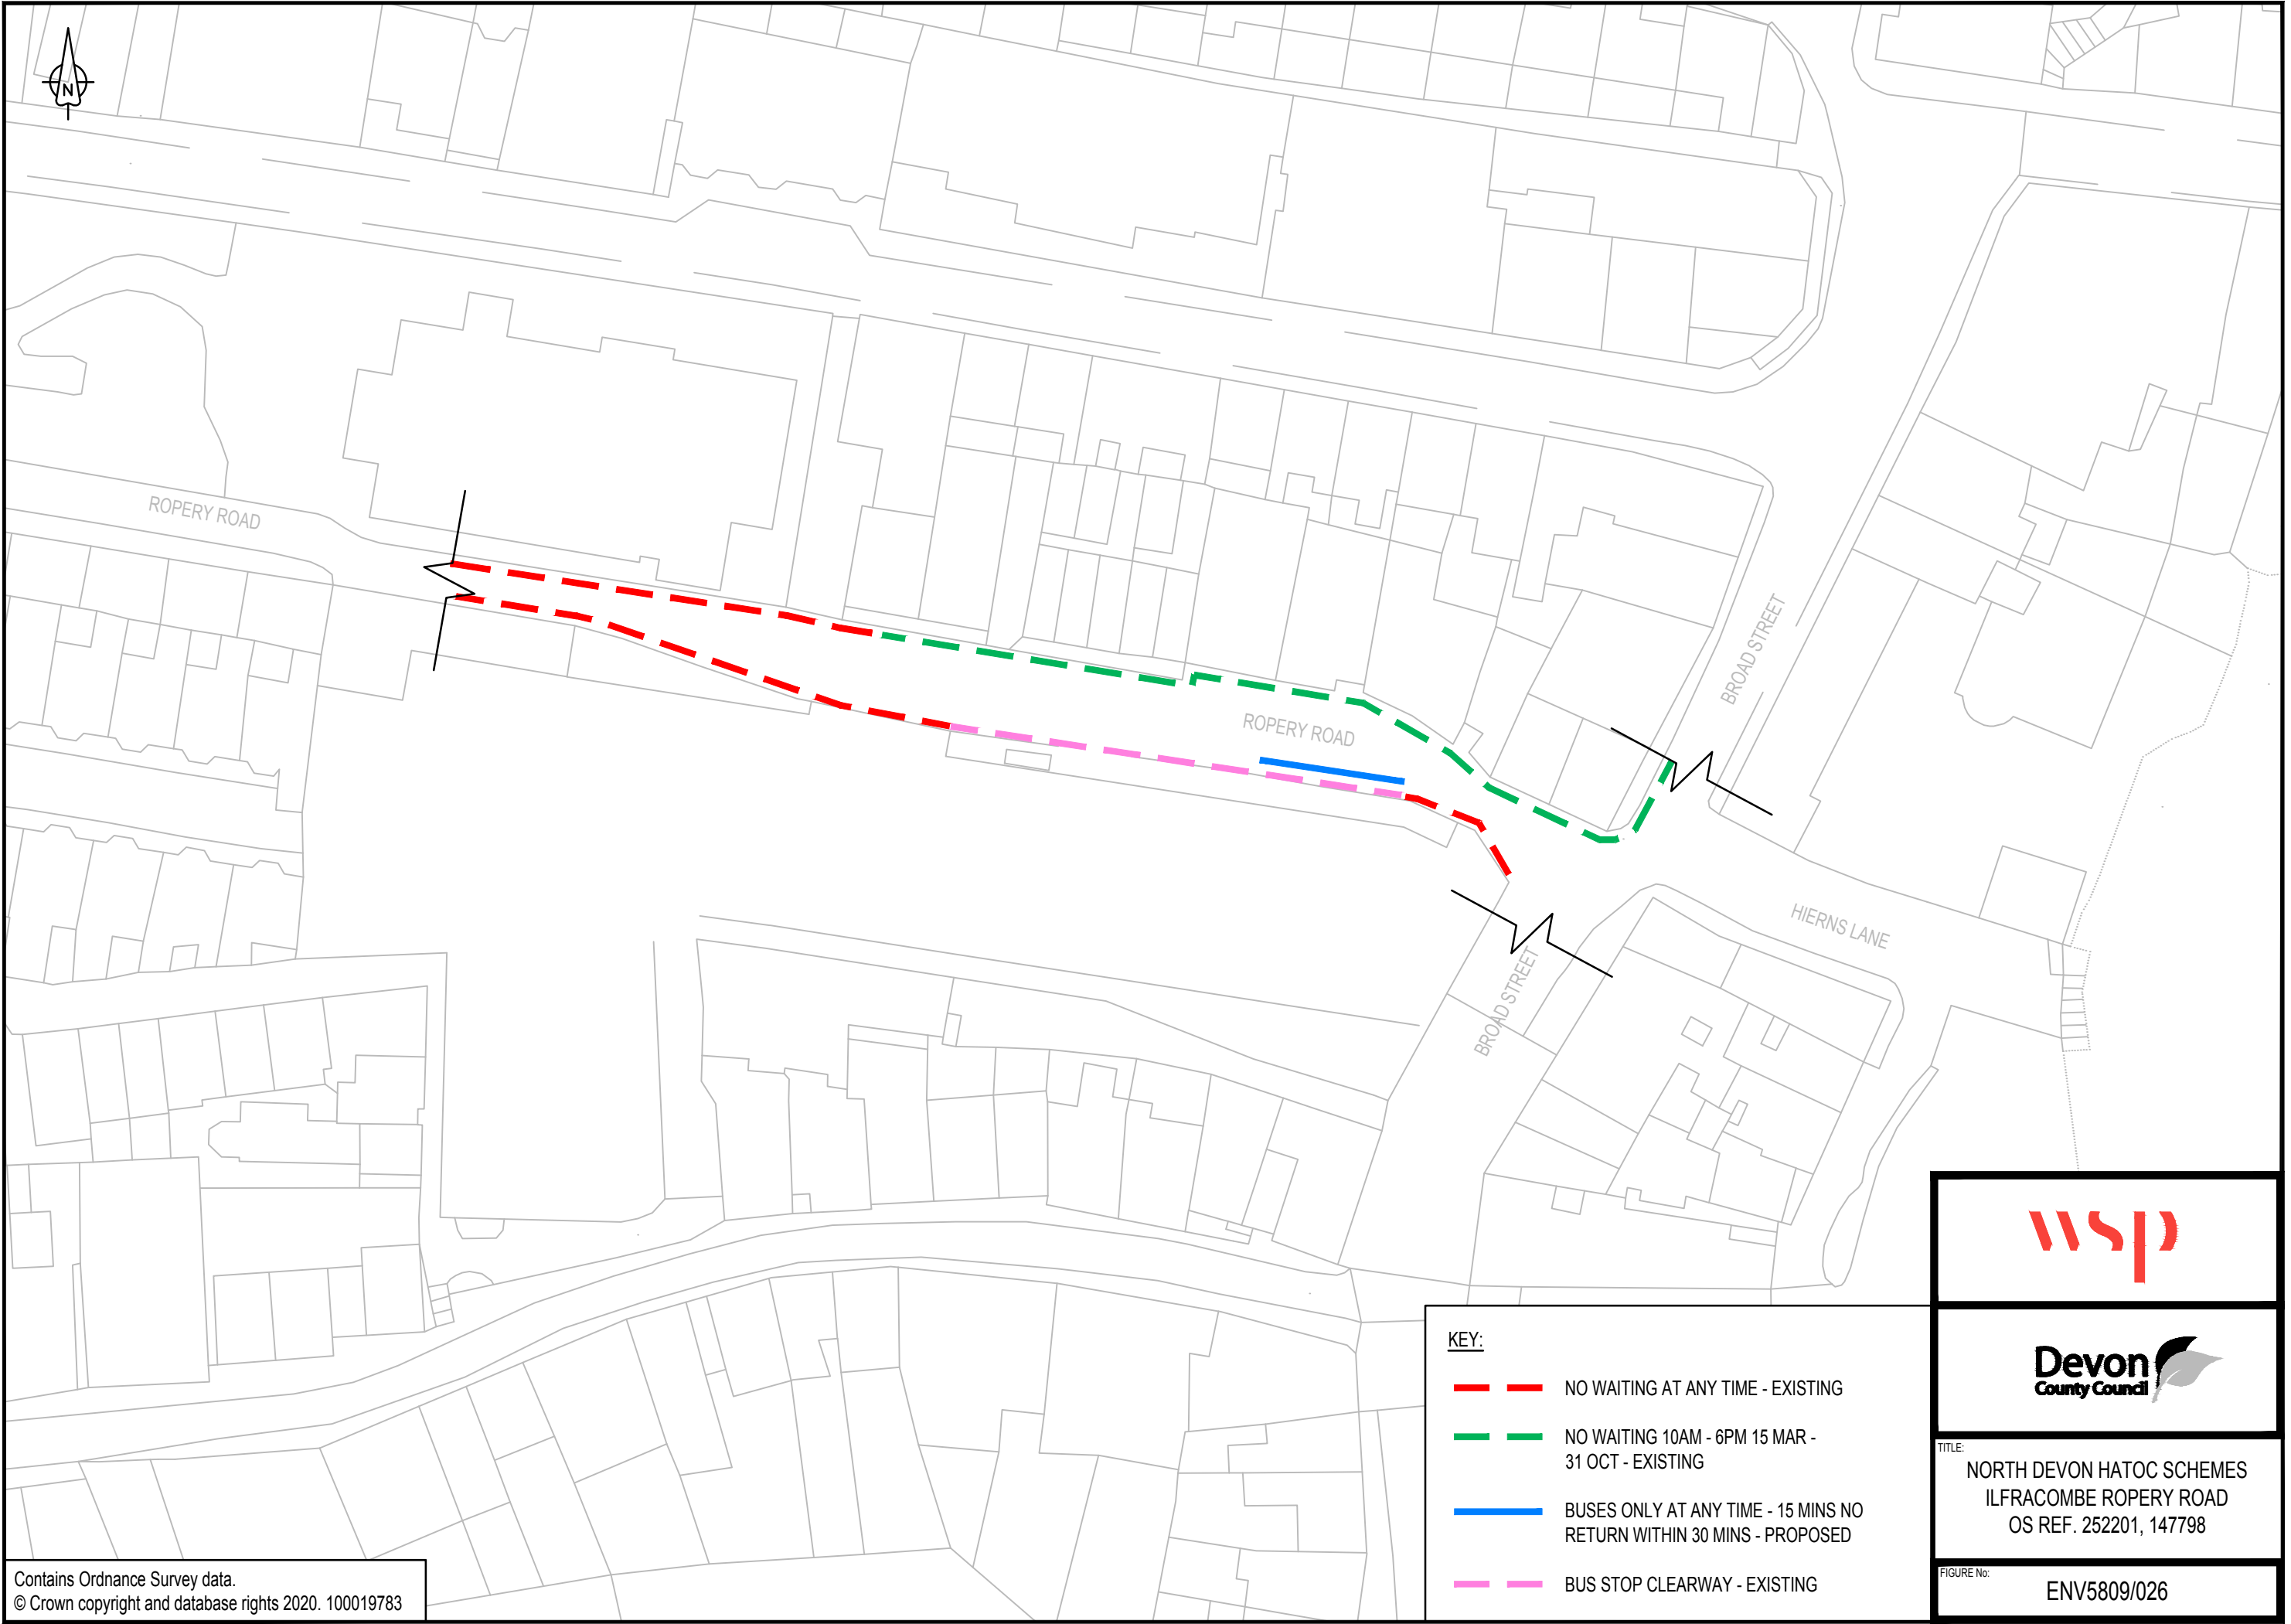 N
ROPERY ROAD
ROPERY ROAD
BROAD STREET
HIERNS LANE
BROAD STREET
KEY:
NO WAITING AT ANY TIME - EXISTING
NO WAITING 10AM - 6PM 15 MAR -
31 OCT - EXISTING
BUSES ONLY AT ANY TIME - 15 MINS NO
RETURN WITHIN 30 MINS - PROPOSED
BUS STOP CLEARWAY - EXISTING
wsp
Devon
County Council
TITLE:
NORTH DEVON HATOC SCHEMES
ILFRACOMBE ROPERY ROAD
OS REF. 252201, 147798
FIGURE No:
ENV5809/026
Contains Ordnance Survey data.
© Crown copyright and database rights 2020. 100019783